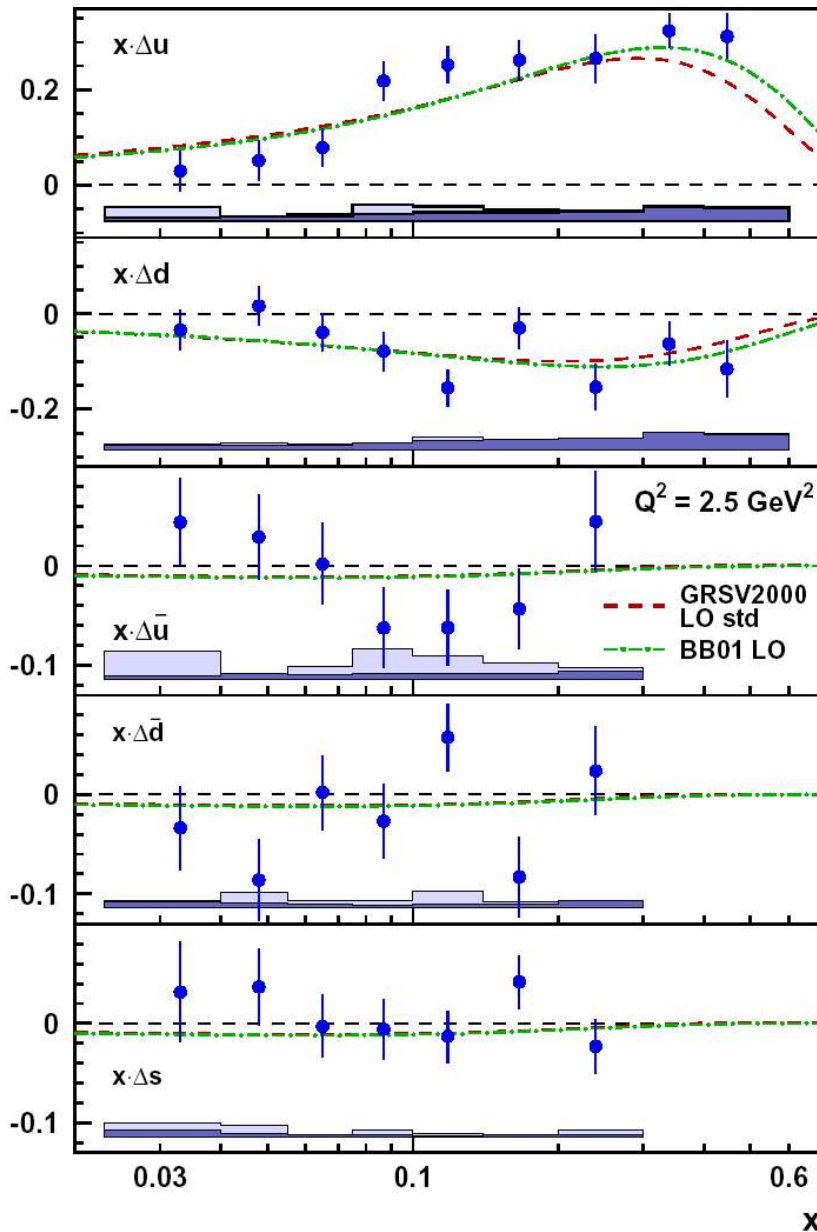 x·Δu
0.2
0
x·Δd
0
-0.2
Q² = 2.5 GeV²
0
GRSV2000
LO std
x·Δū
BB01 LO
-0.1
x·Δd̄
0
-0.1
0
x·Δs
-0.1
0.03 0.1 0.6
x